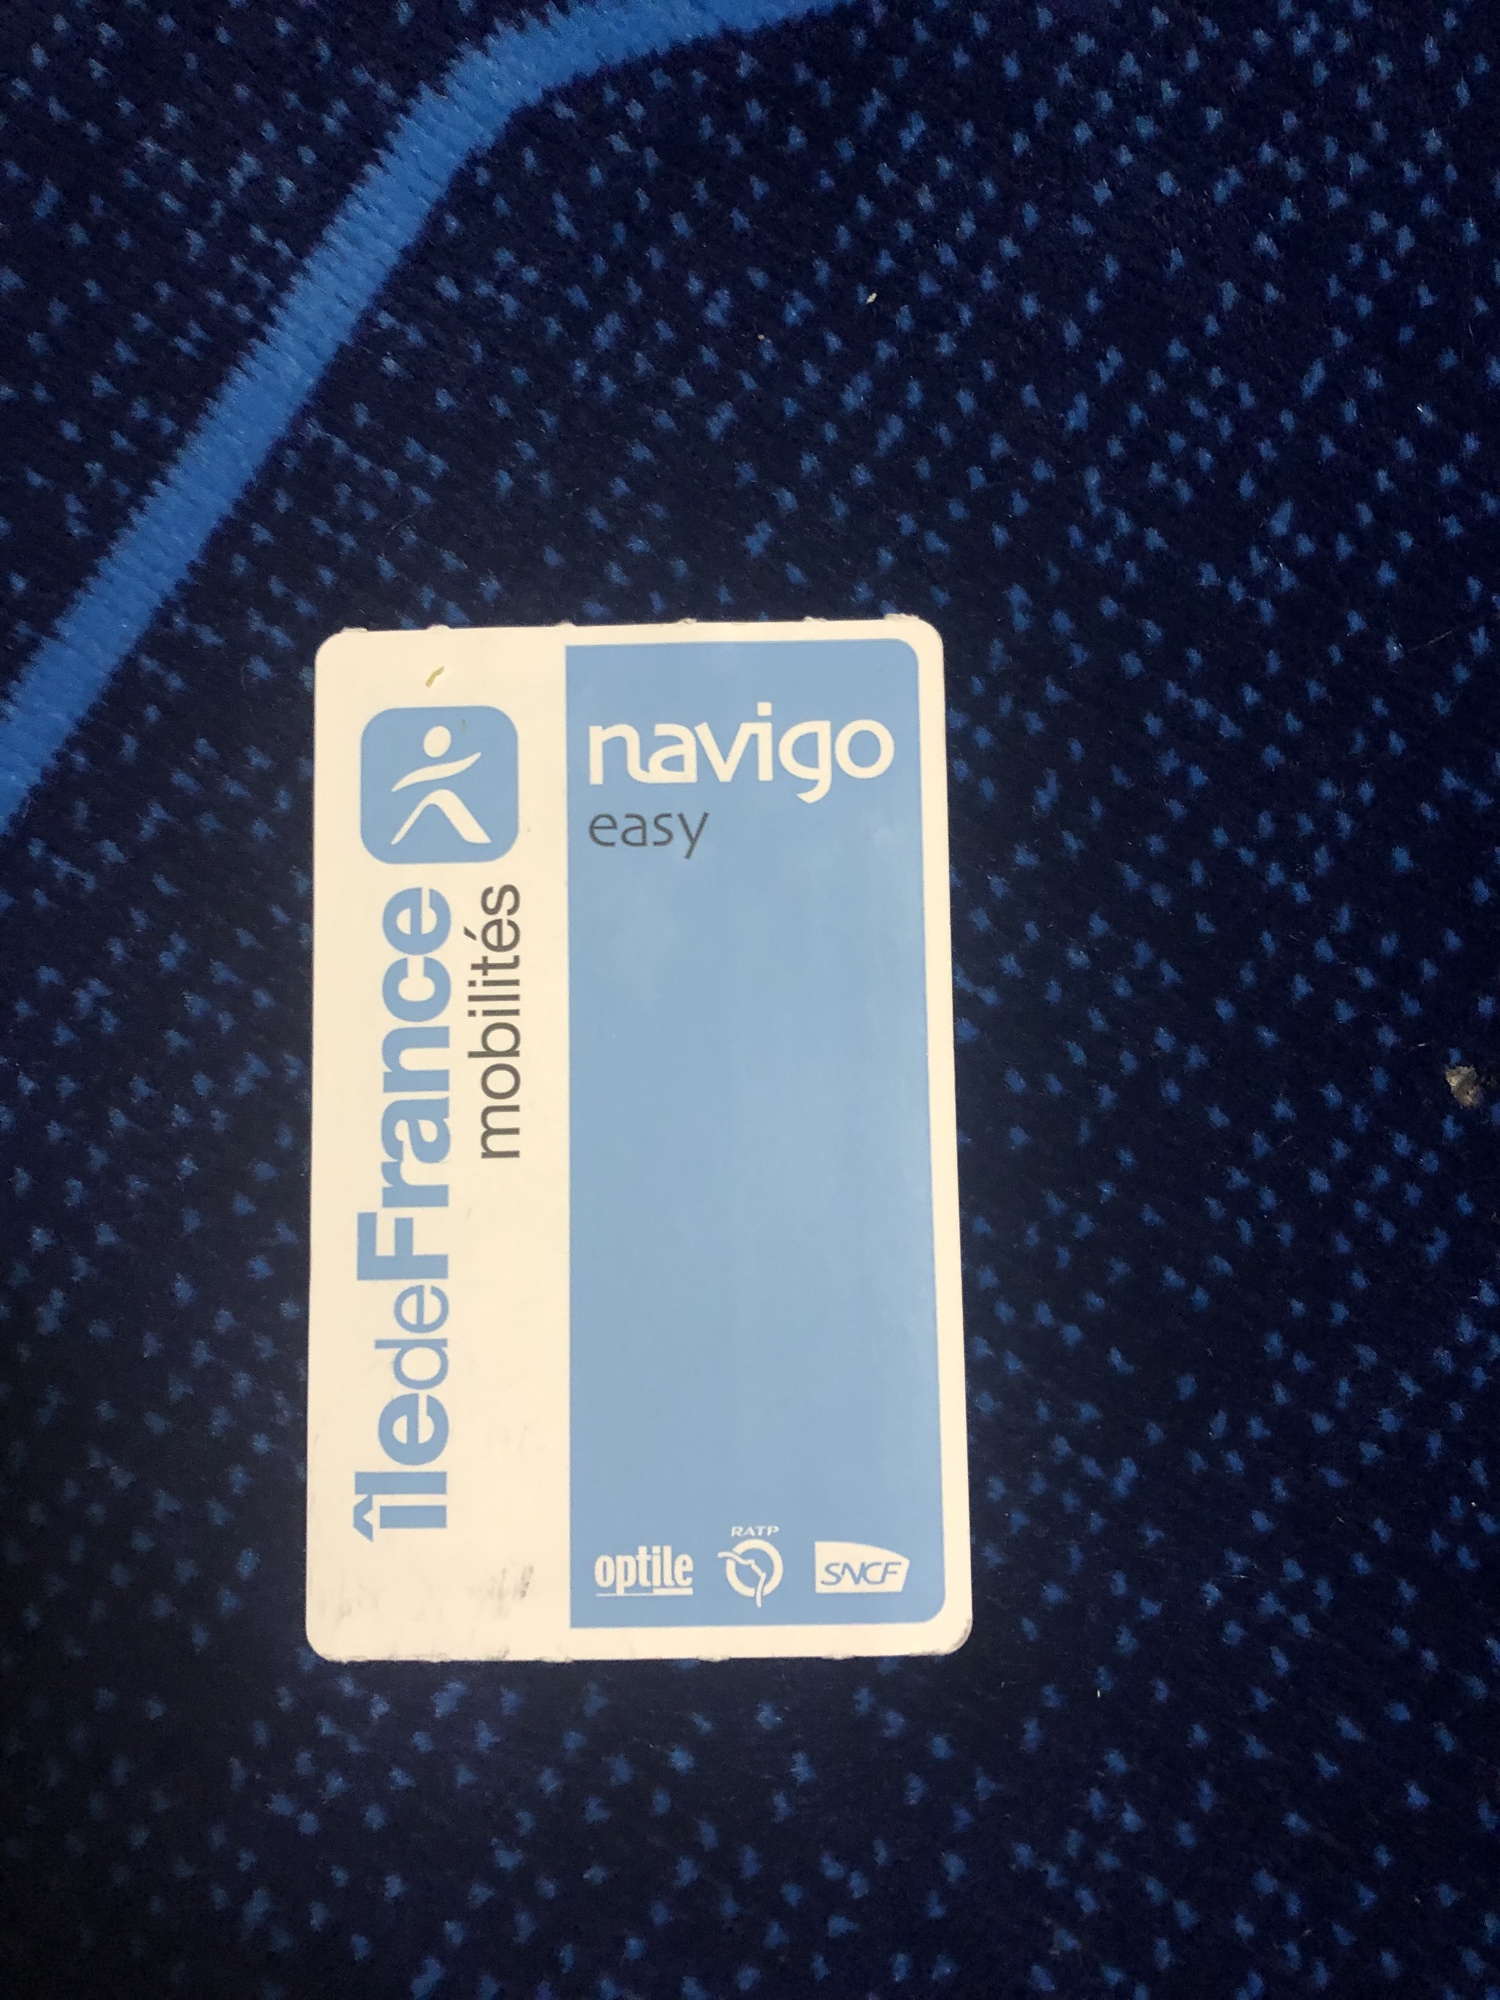 îledeFrance
mobilités
navigo
easy
optile
RATP
SNCF